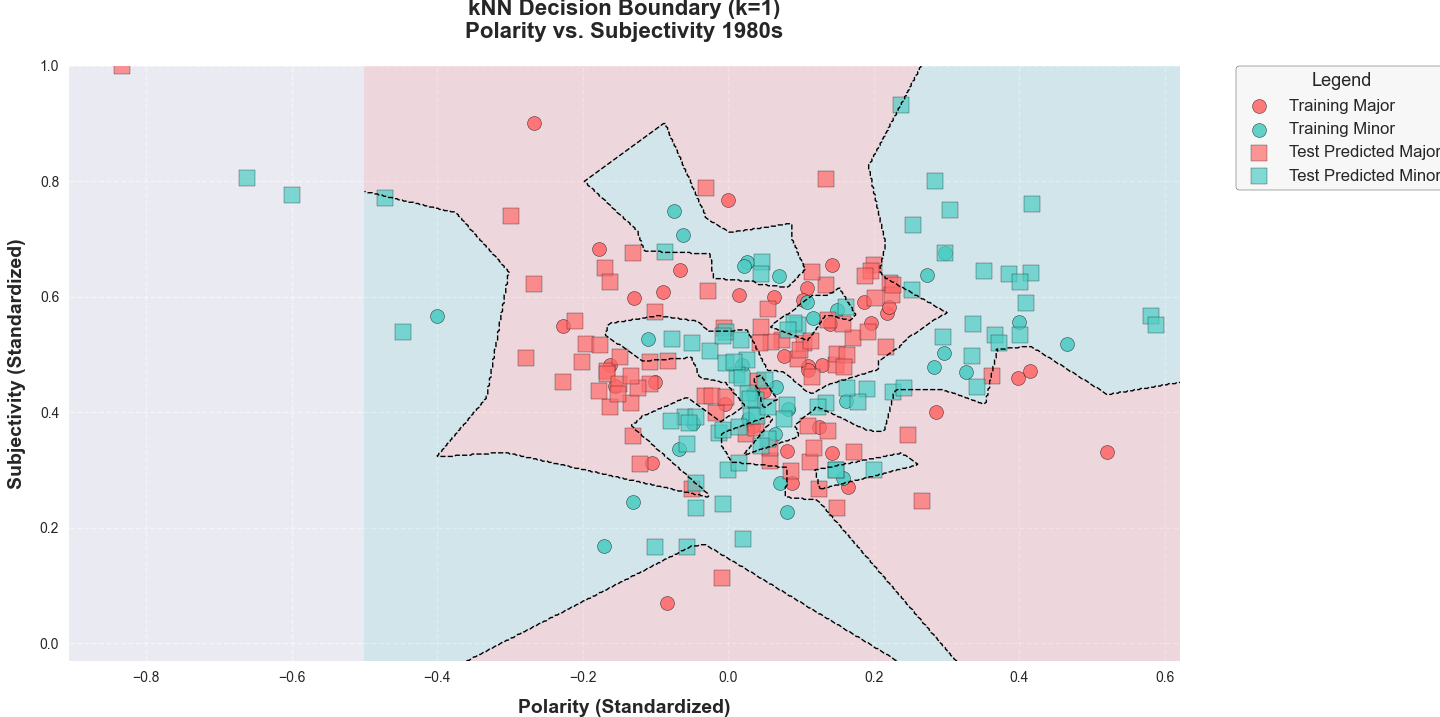 kNN Decision Boundary (k=1)
Polarity vs. Subjectivity 1980s
Legend
Training Major
Training Minor
Test Predicted Major
Test Predicted Minor
Subjectivity (Standardized)
1.0
0.8
0.6
0.4
0.2
0.0
−0.8
−0.6
−0.4
−0.2
0.0
0.2
0.4
0.6
Polarity (Standardized)